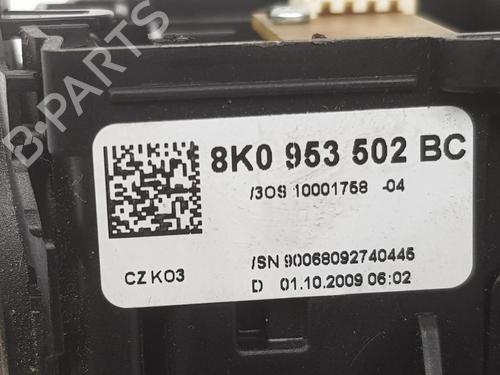 B-PARTS
8K0 953 502 BC
/3OS 10001758 -04
CZ KO3
/SN 90068092740445
D 01.10.2009 06:02